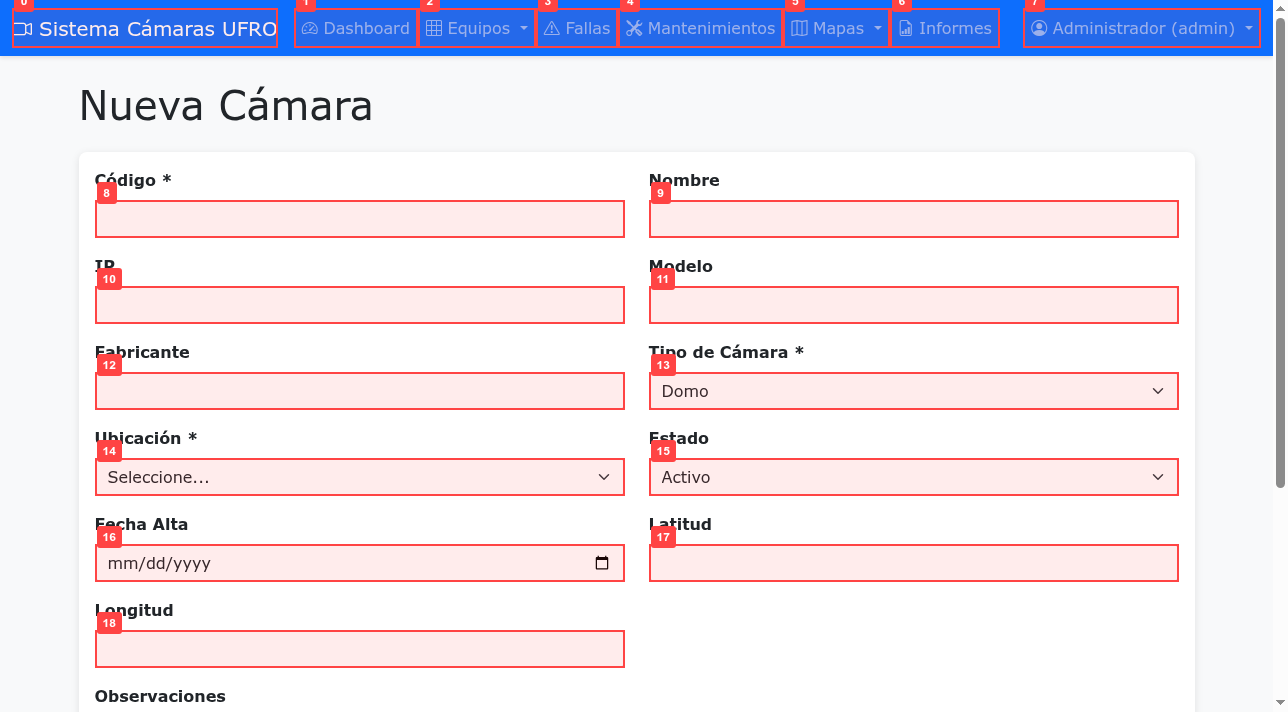 Sistema Cámaras UFRO
Dashboard
Equipos
Fallas
Mantenimientos
Mapas
Informes
Administrador (admin)
0
1
2
3
4
5
6
7
Nueva Cámara
Código *
8
Nombre
9
IP
10
Modelo
11
Fabricante
12
Tipo de Cámara *
13
Domo
Ubicación *
14
Seleccione...
Estado
15
Activo
Fecha Alta
16
mm/dd/yyyy
Latitud
17
Longitud
18
Observaciones